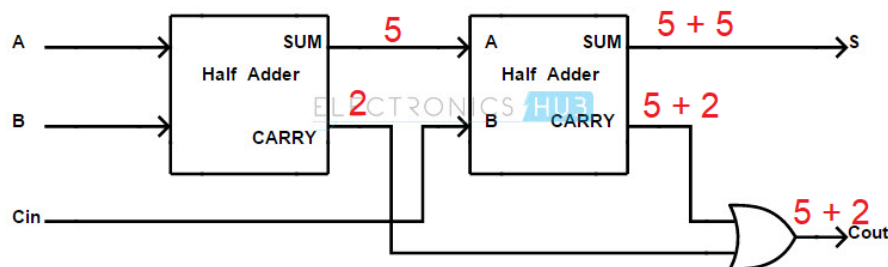 A SUM 5 A SUM 5 + 5 S
Half Adder Half Adder
ELECTRONICS HUB
B 2 B 5 + 2
CARRY CARRY
Cin 5 + 2
Cout